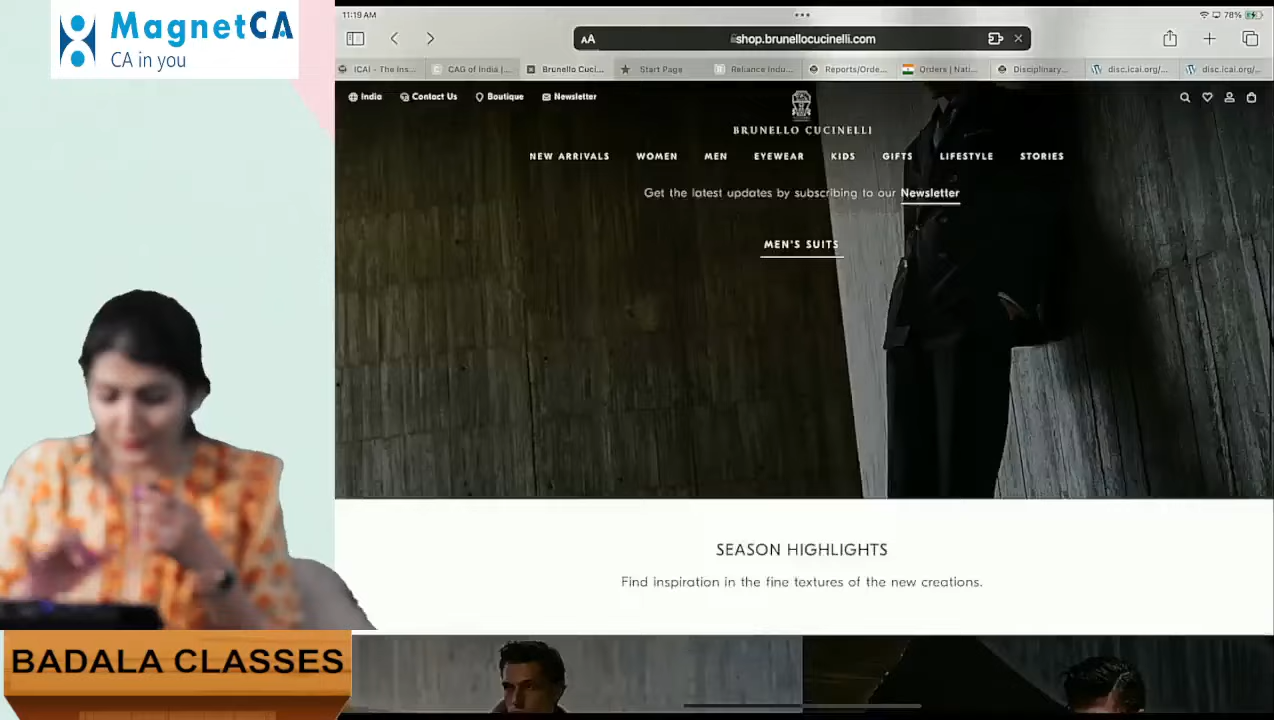 MagnetCA
CA in you
11:19 AM
78%
AA
shop.brunellocucinelli.com
ICAI - The Ins...
CAG of India |...
Brunello Cuci...
Start Page
Reliance Indu...
Reports/Orde...
Orders | Nati...
Disciplinary...
disc.icai.org/...
disc.icai.org/...
India
Contact Us
Boutique
Newsletter
BRUNELLO CUCINELLI
NEW ARRIVALS WOMEN MEN EYEWEAR KIDS GIFTS LIFESTYLE STORIES
Get the latest updates by subscribing to our Newsletter
MEN'S SUITS
SEASON HIGHLIGHTS
Find inspiration in the fine textures of the new creations.
BADALA CLASSES